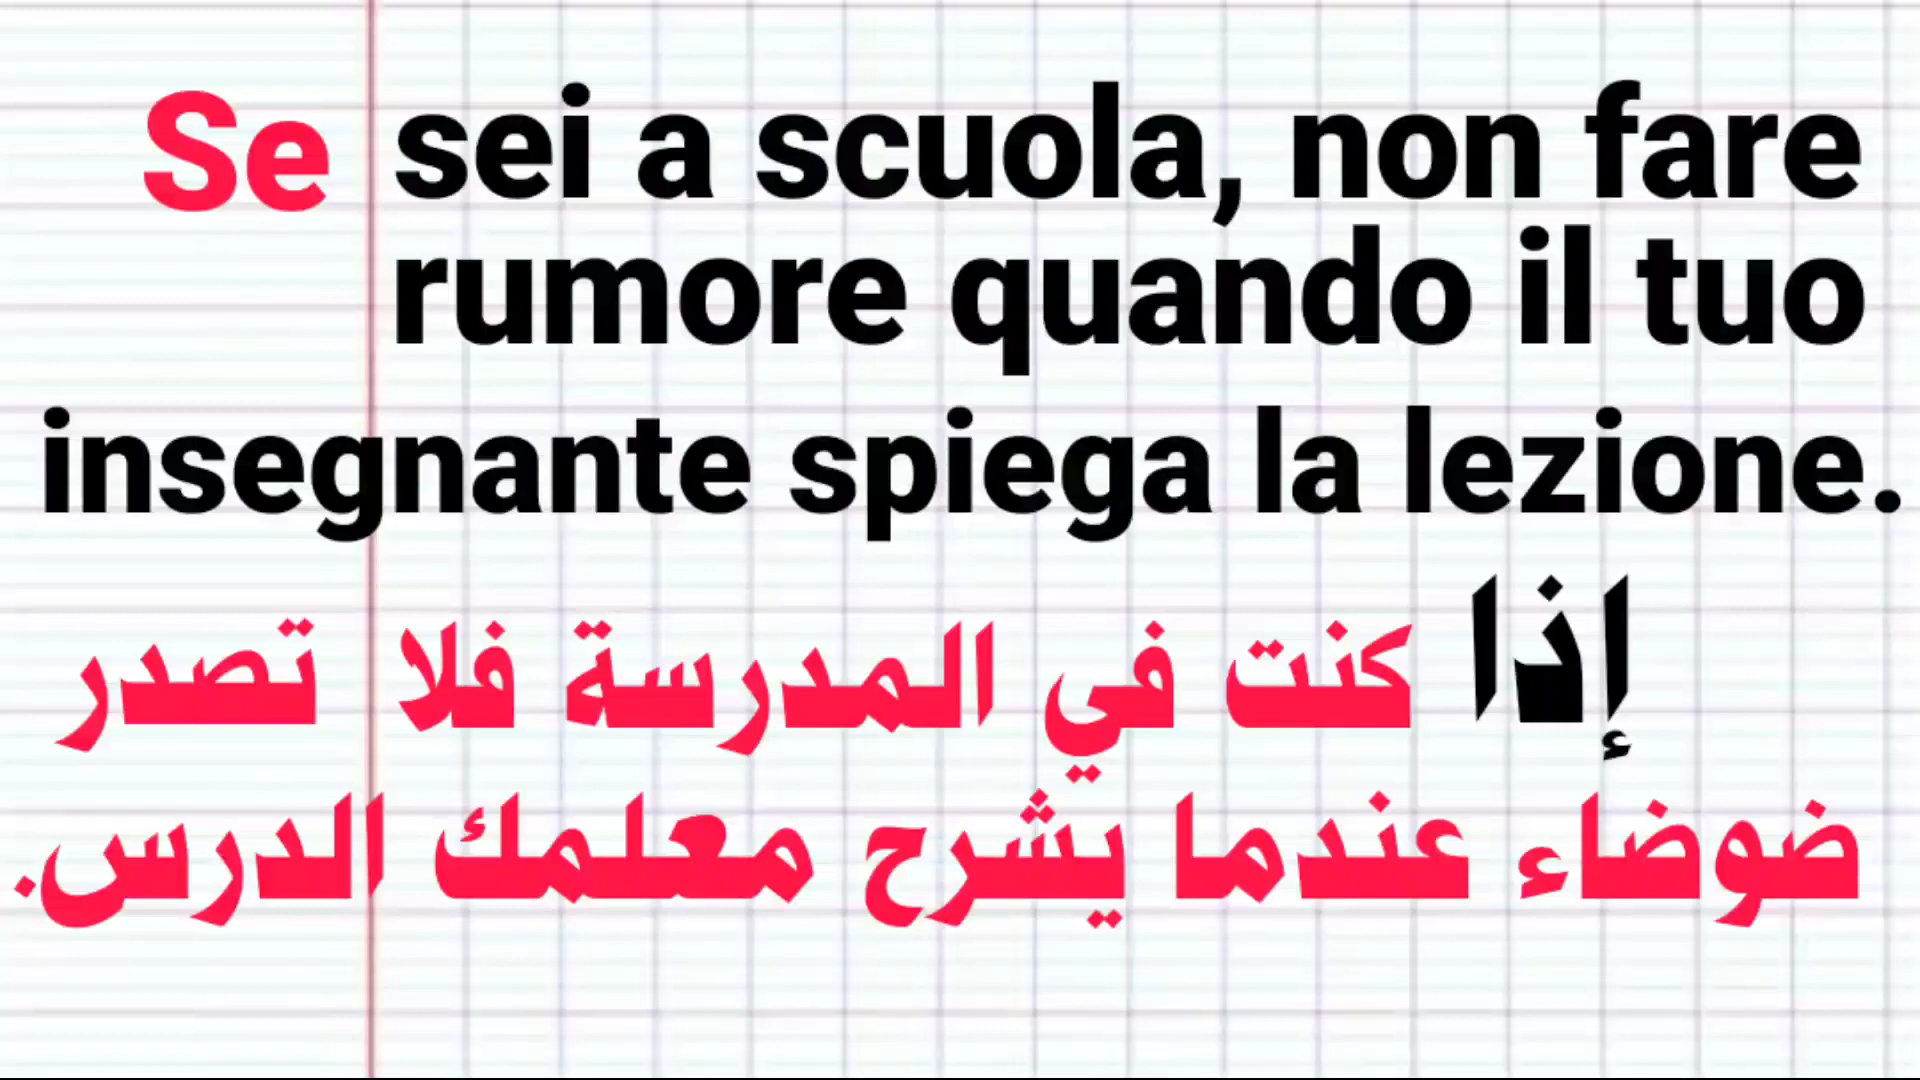 Se sei a scuola, non fare
rumore quando il tuo
insegnante spiega la lezione.
إذا كنت في المدرسة فلا تصدر
ضوضاء عندما يشرح معلمك الدرس.